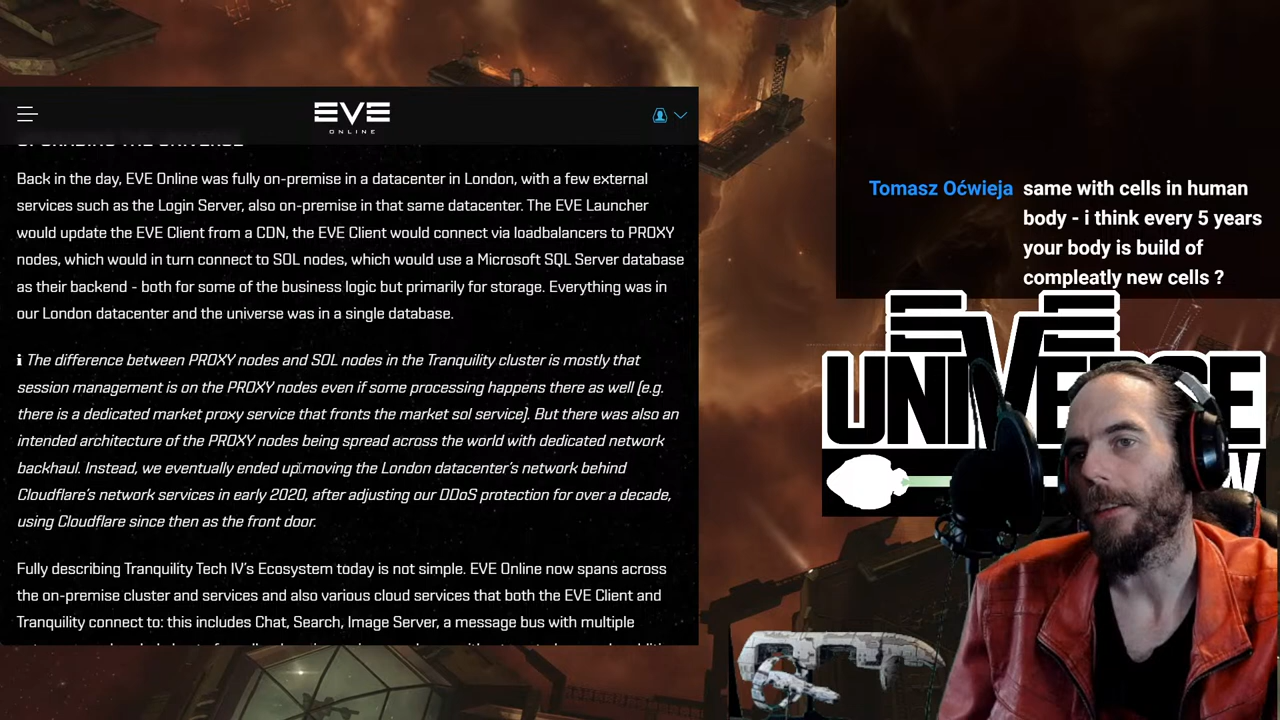 EVE
ONLINE
UPGRADING THE UNIVERSE
Back in the day, EVE Online was fully on-premise in a datacenter in London, with a few external
services such as the Login Server, also on-premise in that same datacenter. The EVE Launcher
would update the EVE Client from a CDN, the EVE Client would connect via loadbalancers to PROXY
nodes, which would in turn connect to SOL nodes, which would use a Microsoft SQL Server database
as their backend - both for some of the business logic but primarily for storage. Everything was in
our London datacenter and the universe was in a single database.
ℹ The difference between PROXY nodes and SOL nodes in the Tranquility cluster is mostly that
session management is on the PROXY nodes even if some processing happens there as well (e.g.
there is a dedicated market proxy service that fronts the market sol service). But there was also an
intended architecture of the PROXY nodes being spread across the world with dedicated network
backhaul. Instead, we eventually ended up moving the London datacenter's network behind
Cloudflare's network services in early 2020, after adjusting our DDoS protection for over a decade,
using Cloudflare since then as the front door.
Fully describing Tranquility Tech IV's Ecosystem today is not simple. EVE Online now spans across
the on-premise cluster and services and also various cloud services that both the EVE Client and
Tranquility connect to: this includes Chat, Search, Image Server, a message bus with multiple
Tomasz Oćwieja same with cells in human
body - i think every 5 years
your body is build of
compleatly new cells ?
EVE